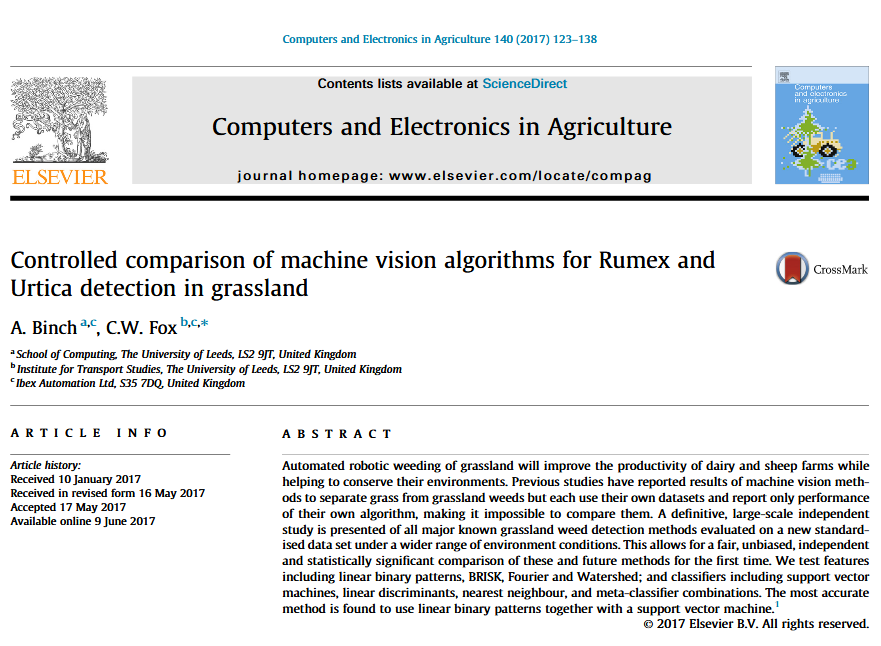 Computers and Electronics in Agriculture 140 (2017) 123–138
Contents lists available at ScienceDirect
Computers and Electronics in Agriculture
journal homepage: www.elsevier.com/locate/compag
ELSEVIER
Computers
and electronics
in agriculture
Controlled comparison of machine vision algorithms for Rumex and
Urtica detection in grassland
CrossMark
A. Binch a,c, C.W. Fox b,c,*
a School of Computing, The University of Leeds, LS2 9JT, United Kingdom
b Institute for Transport Studies, The University of Leeds, LS2 9JT, United Kingdom
c Ibex Automation Ltd, S35 7DQ, United Kingdom
ARTICLE INFO
Article history:
Received 10 January 2017
Received in revised form 16 May 2017
Accepted 17 May 2017
Available online 9 June 2017
ABSTRACT
Automated robotic weeding of grassland will improve the productivity of dairy and sheep farms while
helping to conserve their environments. Previous studies have reported results of machine vision meth-
ods to separate grass from grassland weeds but each use their own datasets and report only performance
of their own algorithm, making it impossible to compare them. A definitive, large-scale independent
study is presented of all major known grassland weed detection methods evaluated on a new standard-
ised data set under a wider range of environment conditions. This allows for a fair, unbiased, independent
and statistically significant comparison of these and future methods for the first time. We test features
including linear binary patterns, BRISK, Fourier and Watershed; and classifiers including support vector
machines, linear discriminants, nearest neighbour, and meta-classifier combinations. The most accurate
method is found to use linear binary patterns together with a support vector machine.1
© 2017 Elsevier B.V. All rights reserved.